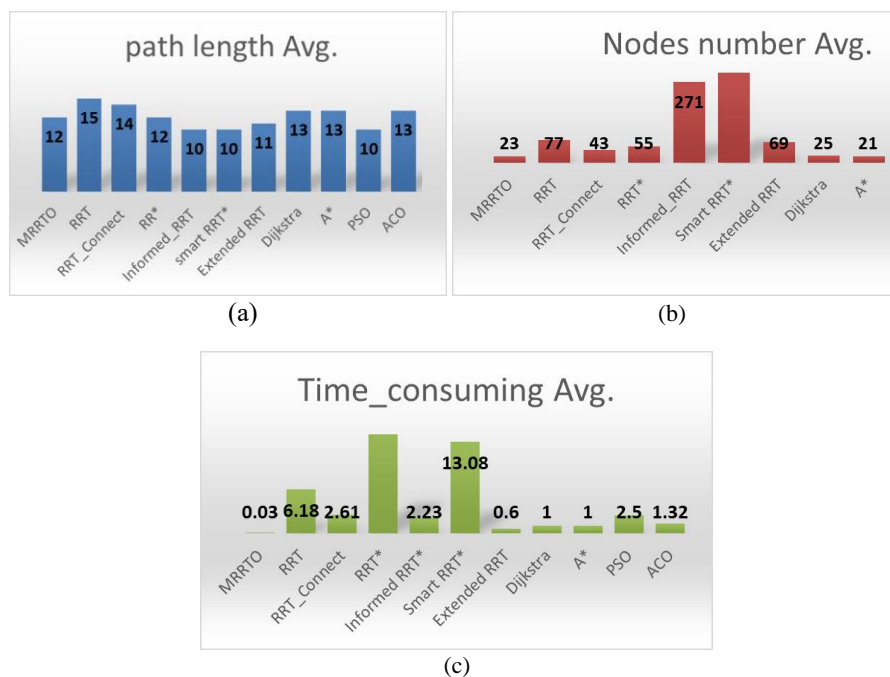 path length Avg.
12 15 14 12 10 10 11 13 13 10 13
MRRTO RRT RRT_Connect RR* Informed_RRT smart RRT* Extended RRT Dijkstra A* PSO ACO
(a)
Nodes number Avg.
23 77 43 55 271 69 25 21
MRRTO RRT RRT_Connect RRT* Informed_RRT Smart RRT* Extended RRT Dijkstra A*
(b)
Time_consuming Avg.
0.03 6.18 2.61 2.23 13.08 0.6 1 1 2.5 1.32
MRRTO RRT RRT_Connect RRT* Informed RRT* Smart RRT* Extended RRT Dijkstra A* PSO ACO
(c)